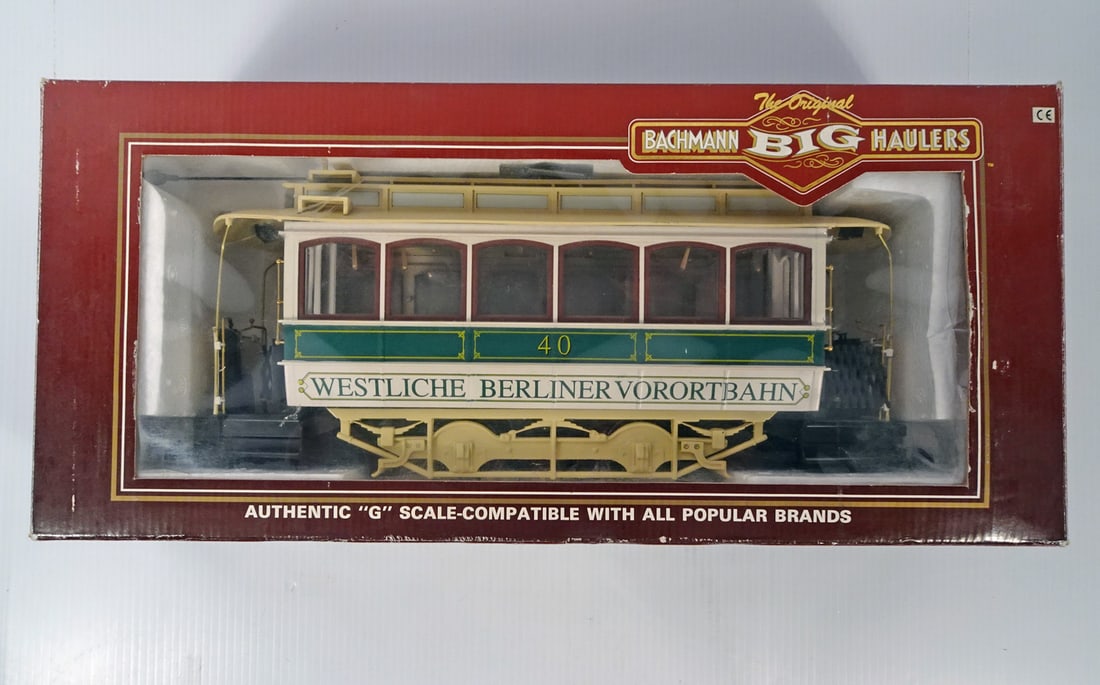 The Original
BACHMANN BIG HAULERS
CE
40
WESTLICHE BERLINER VORORTBAHN
AUTHENTIC "G" SCALE-COMPATIBLE WITH ALL POPULAR BRANDS